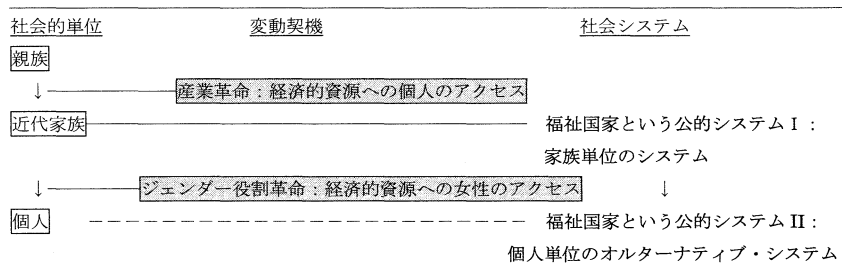 社会的単位 変動契機 社会システム
親族
↓ 産業革命：経済的資源への個人のアクセス
近代家族 福祉国家という公的システムⅠ：
家族単位のシステム
↓ ジェンダー役割革命：経済的資源への女性のアクセス ↓
個人 福祉国家という公的システムⅡ：
個人単位のオルターナティブ・システム